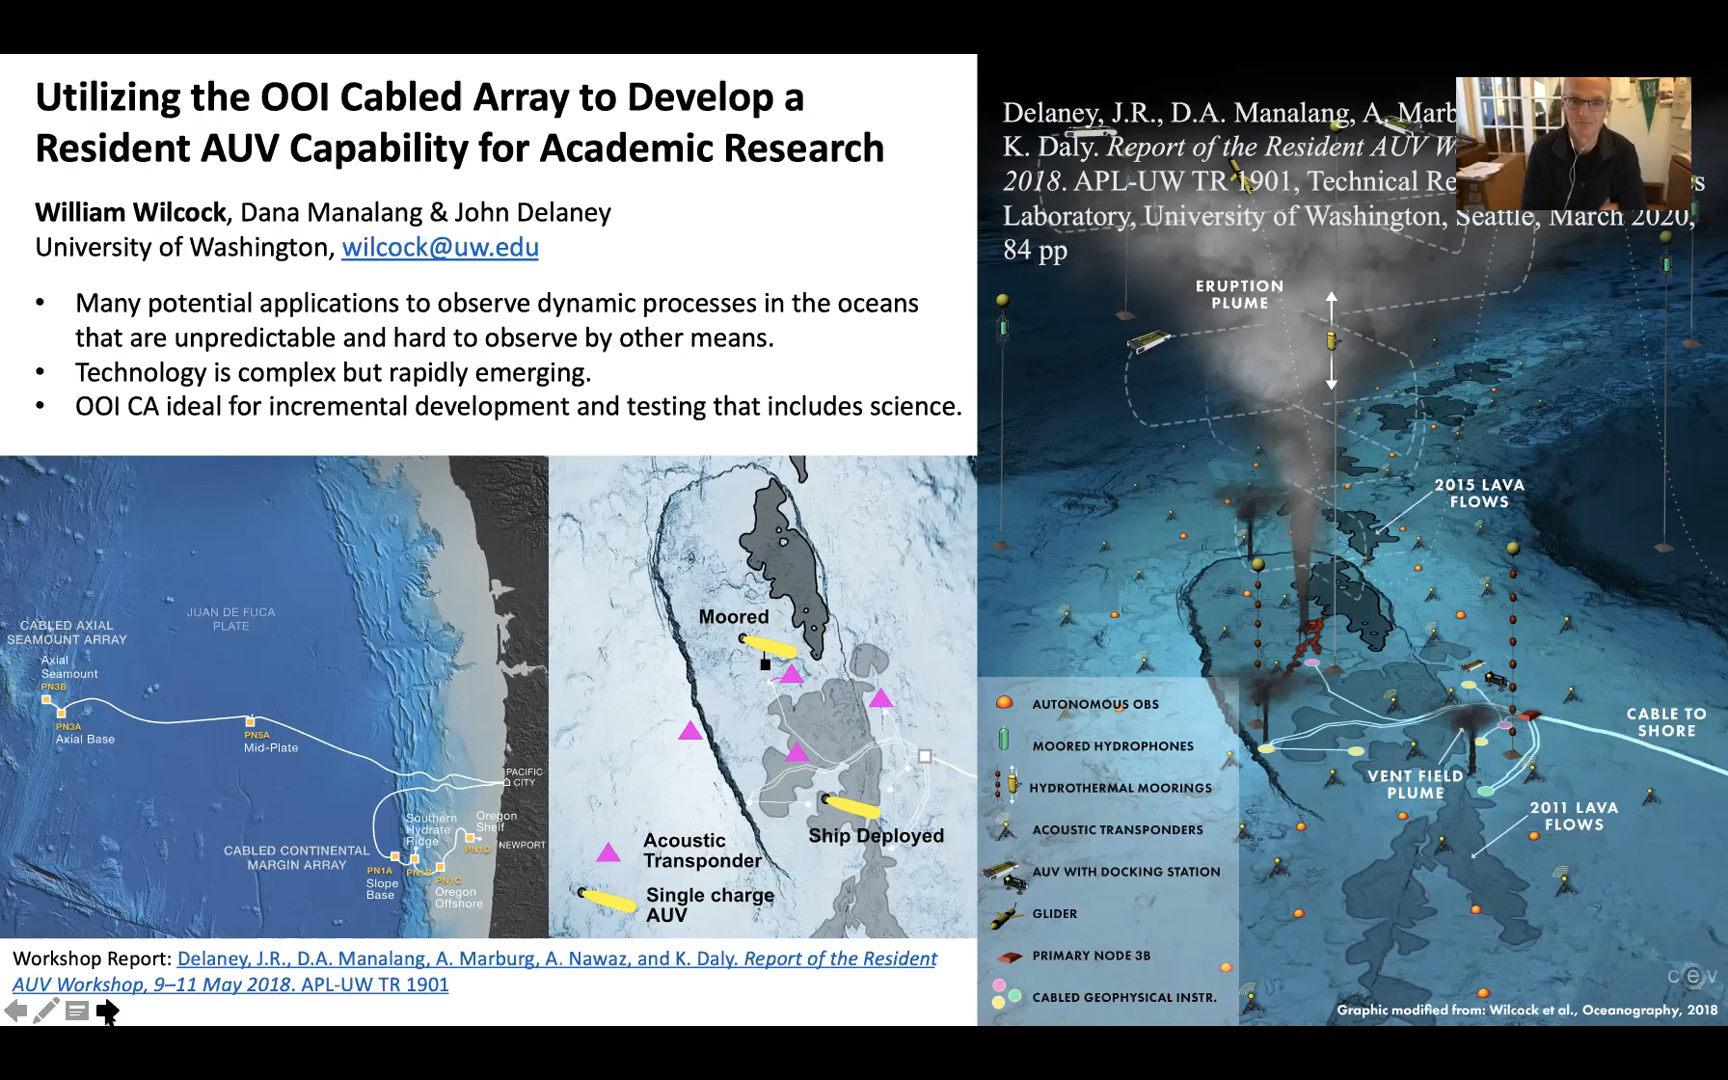 Utilizing the OOI Cabled Array to Develop a
Resident AUV Capability for Academic Research
William Wilcock, Dana Manalang & John Delaney
University of Washington, wilcock@uw.edu
• Many potential applications to observe dynamic processes in the oceans
that are unpredictable and hard to observe by other means.
• Technology is complex but rapidly emerging.
• OOI CA ideal for incremental development and testing that includes science.
JUAN DE FUCA
PLATE
CABLED AXIAL
SEAMOUNT ARRAY
Axial
Seamount
PN3B
PN3A
Axial Base
PN5A
Mid-Plate
PACIFIC
CITY
Southern
Hydrate
Ridge
Oregon
Shelf
PN1D
NEWPORT
CABLED CONTINENTAL
MARGIN ARRAY
PN1A
Slope
Base
PN1B
PN1C
Oregon
Offshore
Moored
Ship Deployed
Acoustic
Transponder
Single charge
AUV
Workshop Report: Delaney, J.R., D.A. Manalang, A. Marburg, A. Nawaz, and K. Daly. Report of the Resident
AUV Workshop, 9–11 May 2018. APL-UW TR 1901
Delaney, J.R., D.A. Manalang, A. Marb
K. Daly. Report of the Resident AUV W
2018. APL-UW TR 1901, Technical Re s
Laboratory, University of Washington, Seattle, March 2020,
84 pp
ERUPTION
PLUME
2015 LAVA
FLOWS
CABLE TO
SHORE
VENT FIELD
PLUME
2011 LAVA
FLOWS
AUTONOMOUS OBS
MOORED HYDROPHONES
HYDROTHERMAL MOORINGS
ACOUSTIC TRANSPONDERS
AUV WITH DOCKING STATION
GLIDER
PRIMARY NODE 3B
CABLED GEOPHYSICAL INSTR.
cev
Graphic modified from: Wilcock et al., Oceanography, 2018